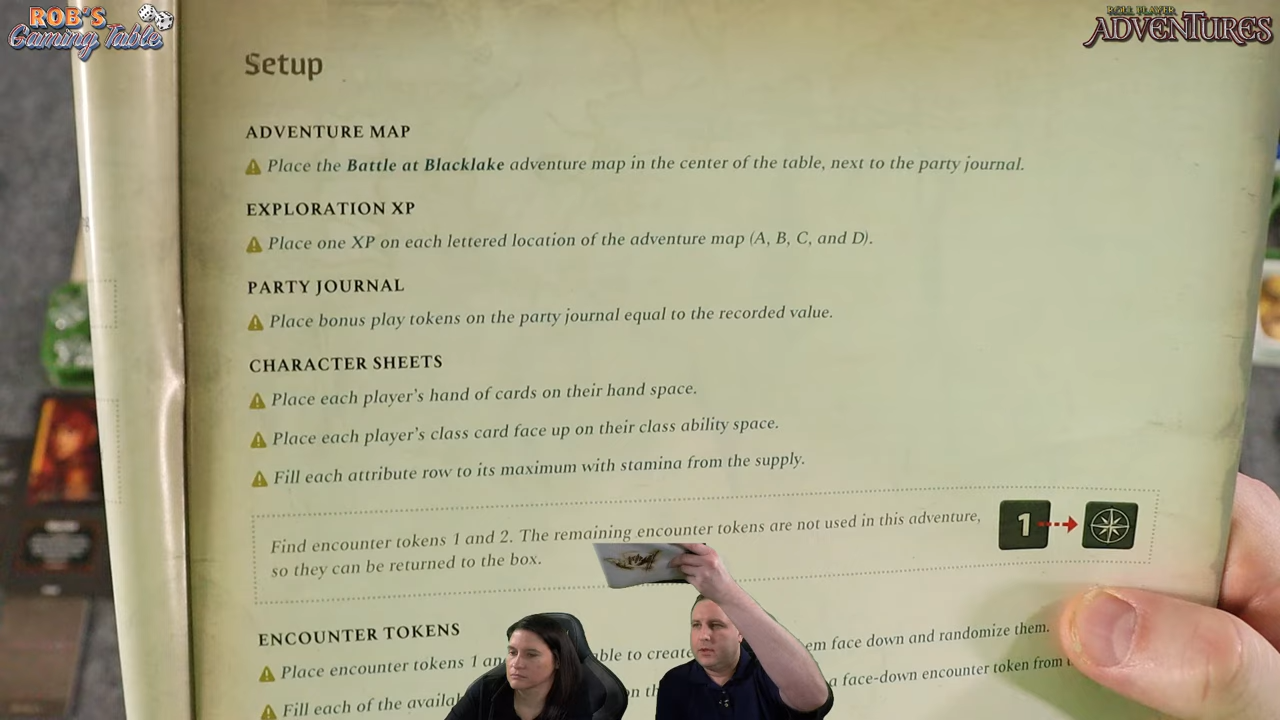 ROB'S
Gaming Table
ROLL PLAYER
ADVENTURES
Setup
ADVENTURE MAP
Place the Battle at Blacklake adventure map in the center of the table, next to the party journal.
EXPLORATION XP
Place one XP on each lettered location of the adventure map (A, B, C, and D).
PARTY JOURNAL
Place bonus play tokens on the party journal equal to the recorded value.
CHARACTER SHEETS
Place each player's hand of cards on their hand space.
Place each player's class card face up on their class ability space.
Fill each attribute row to its maximum with stamina from the supply.
Find encounter tokens 1 and 2. The remaining encounter tokens are not used in this adventure,
so they can be returned to the box.
1
ENCOUNTER TOKENS
Place encounter tokens 1 to create face down and randomize them.
Fill each of the a face-down encounter token from